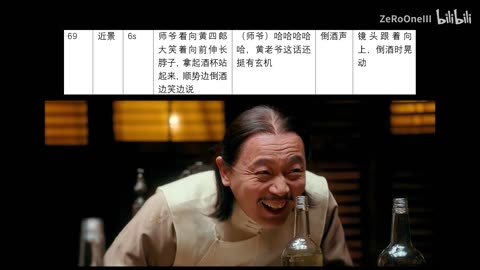 ZeRoOneIII bilibili
69
近景
6s
师爷看向黄四郎
大笑着向前伸长
脖子，拿起酒杯站
起来，顺势边倒酒
边笑边说
（师爷）哈哈哈哈
哈，黄老爷这话还
挺有玄机
倒酒声
镜头跟着向
上，倒酒时晃
动